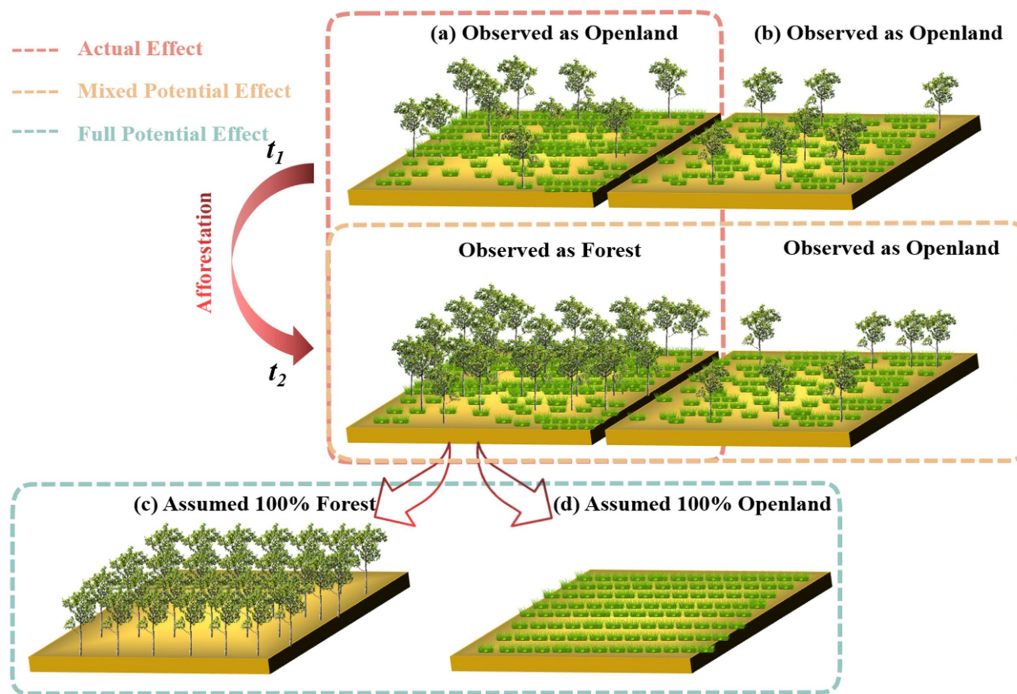 Actual Effect
Mixed Potential Effect
Full Potential Effect
(a) Observed as Openland
(b) Observed as Openland
t1
Afforestation
t2
Observed as Forest
Observed as Openland
(c) Assumed 100% Forest
(d) Assumed 100% Openland